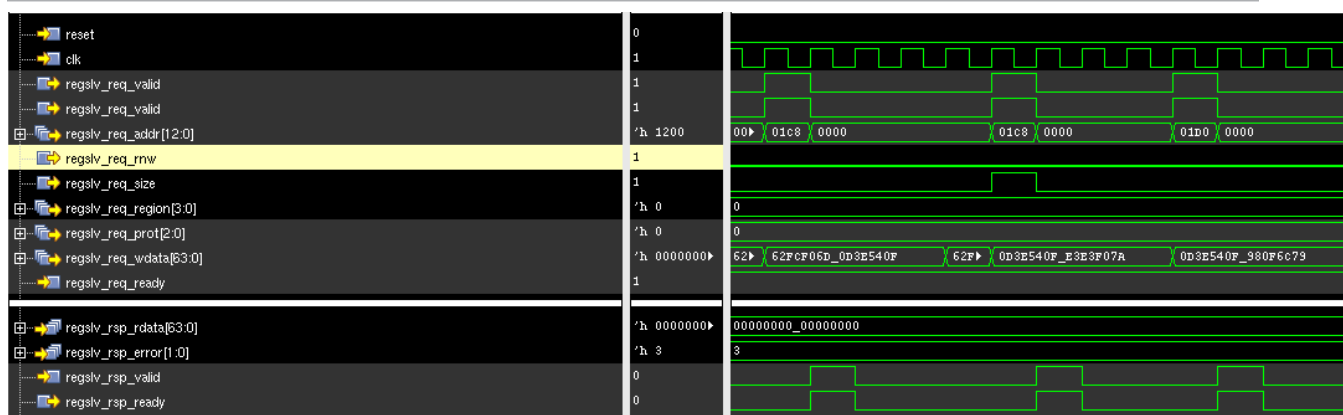 reset 0
clk 1
regslv_req_valid 1
regslv_req_valid 1
regslv_req_addr[12:0] 'h 1200 00 01c8 0000 01c8 0000 01D0 0000
regslv_req_rnw 1
regslv_req_size 1
regslv_req_region[3:0] 'h 0 0
regslv_req_prot[2:0] 'h 0 0
regslv_req_wdata[63:0] 'h 0000000 62 62FCF06D_0D3E540F 62F 0D3E540F_E3E3F07A 0D3E540F_980F6C79
regslv_req_ready 1
regslv_rsp_rdata[63:0] 'h 0000000 00000000_00000000
regslv_rsp_error[1:0] 'h 3 3
regslv_rsp_valid 0
regslv_rsp_ready 0